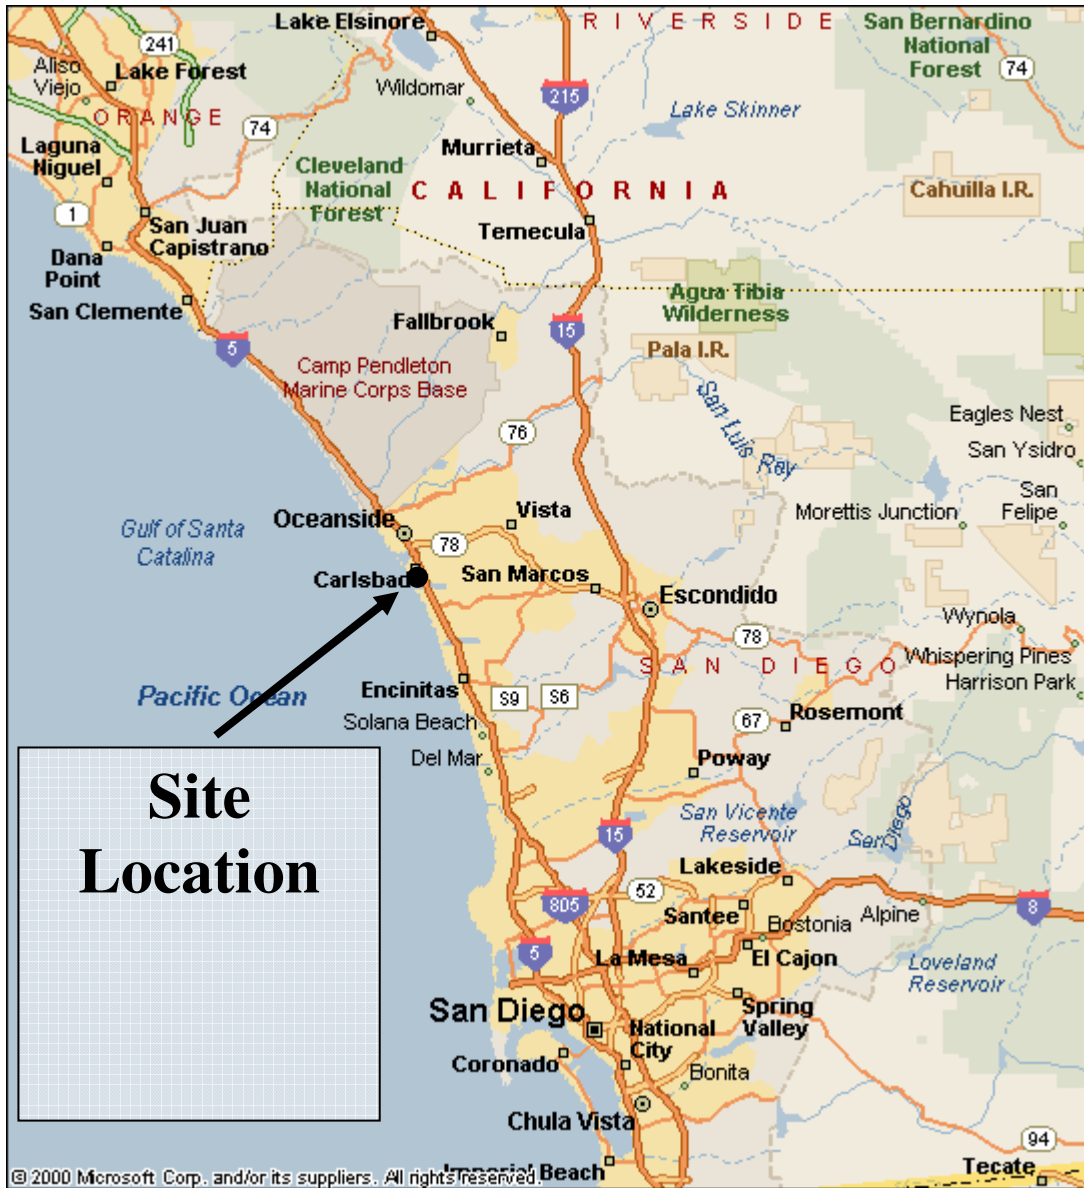 Lake Elsinore
RIVERSIDE
San Bernardino
National
Forest
74
241
Aliso
Viejo
Lake Forest
Wildomar
215
Lake Skinner
ORANGE
74
Laguna
Niguel
Murrieta
Cleveland
National
Forest
CALIFORNIA
Cahuilla I.R.
1
San Juan
Capistrano
Temecula
Dana
Point
San Clemente
Agua Tibia
Wilderness
Fallbrook
15
5
Pala I.R.
Camp Pendleton
Marine Corps Base
San Luis Rey
Eagles Nest
76
San Ysidro
San
Felipe
Vista
Morettis Junction
Oceanside
Gulf of Santa
Catalina
78
Carlsbad
San Marcos
Escondido
Wynola
78
SAN DIEGO
Whispering Pines
Harrison Park
Pacific Ocean
Encinitas
S9
S6
Solana Beach
67
Rosemont
Del Mar
Poway
Site
Location
San Vicente
Reservoir
San Diego
15
Lakeside
52
805
Santee
Alpine
8
Bostonia
5
La Mesa
El Cajon
Loveland
Reservoir
San Diego
National
City
Spring
Valley
Coronado
Bonita
Chula Vista
94
Imperial Beach
Tecate
© 2000 Microsoft Corp. and/or its suppliers. All rights reserved.